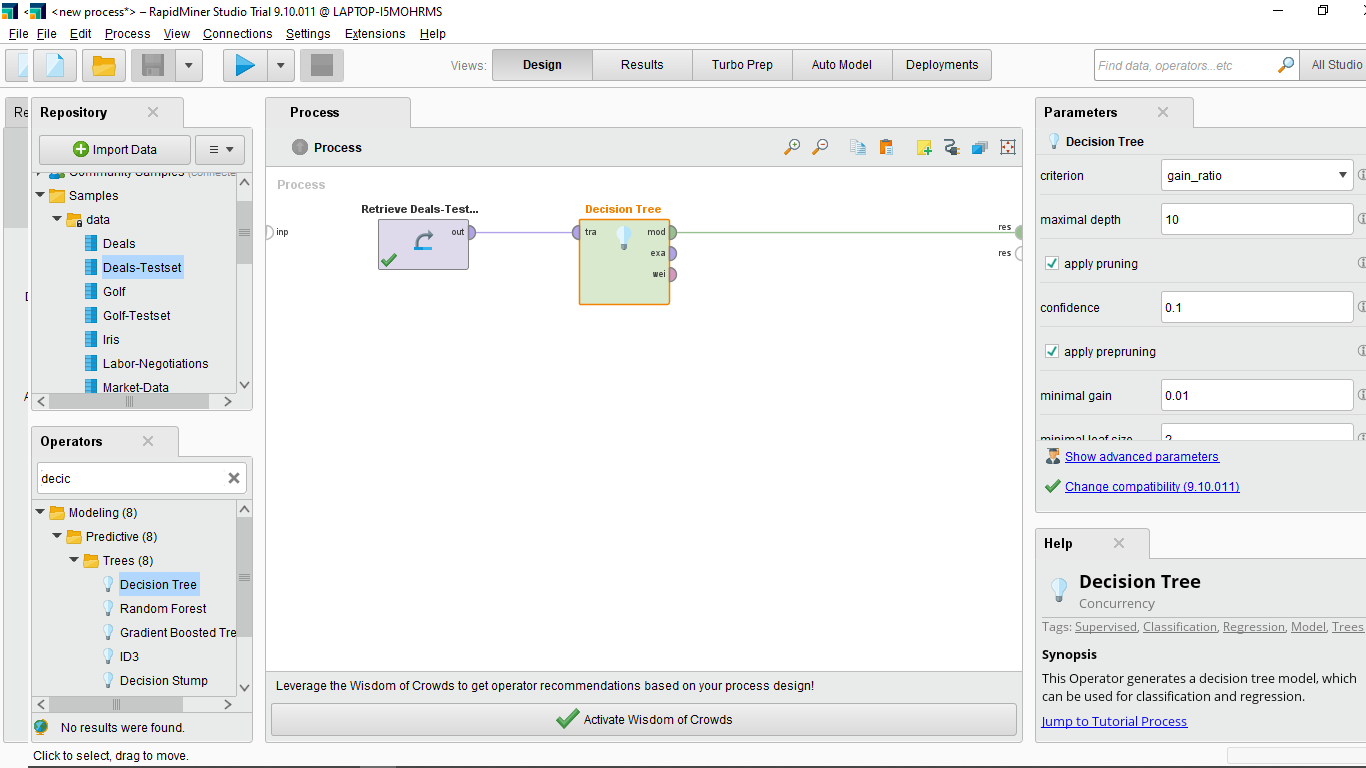 <new process*> – RapidMiner Studio Trial 9.10.011 @ LAPTOP-I5MOHRMS
File File Edit Process View Connections Settings Extensions Help
Views: Design Results Turbo Prep Auto Model Deployments
Find data, operators...etc
All Studio
Re
Repository
Import Data
Community Samples (connecte
Samples
data
Deals
Deals-Testset
Golf
Golf-Testset
Iris
Labor-Negotiations
Market-Data
Operators
decic
Modeling (8)
Predictive (8)
Trees (8)
Decision Tree
Random Forest
Gradient Boosted Tre
ID3
Decision Stump
No results were found.
Click to select, drag to move.
Process
Process
Process
inp
Retrieve Deals-Test...
out
Decision Tree
tra
mod
exa
wei
res
res
Leverage the Wisdom of Crowds to get operator recommendations based on your process design!
Activate Wisdom of Crowds
Parameters
Decision Tree
criterion gain_ratio
maximal depth 10
apply pruning
confidence 0.1
apply prepruning
minimal gain 0.01
minimal leaf size 2
Show advanced parameters
Change compatibility (9.10.011)
Help
Decision Tree
Concurrency
Tags: Supervised, Classification, Regression, Model, Trees
Synopsis
This Operator generates a decision tree model, which
can be used for classification and regression.
Jump to Tutorial Process